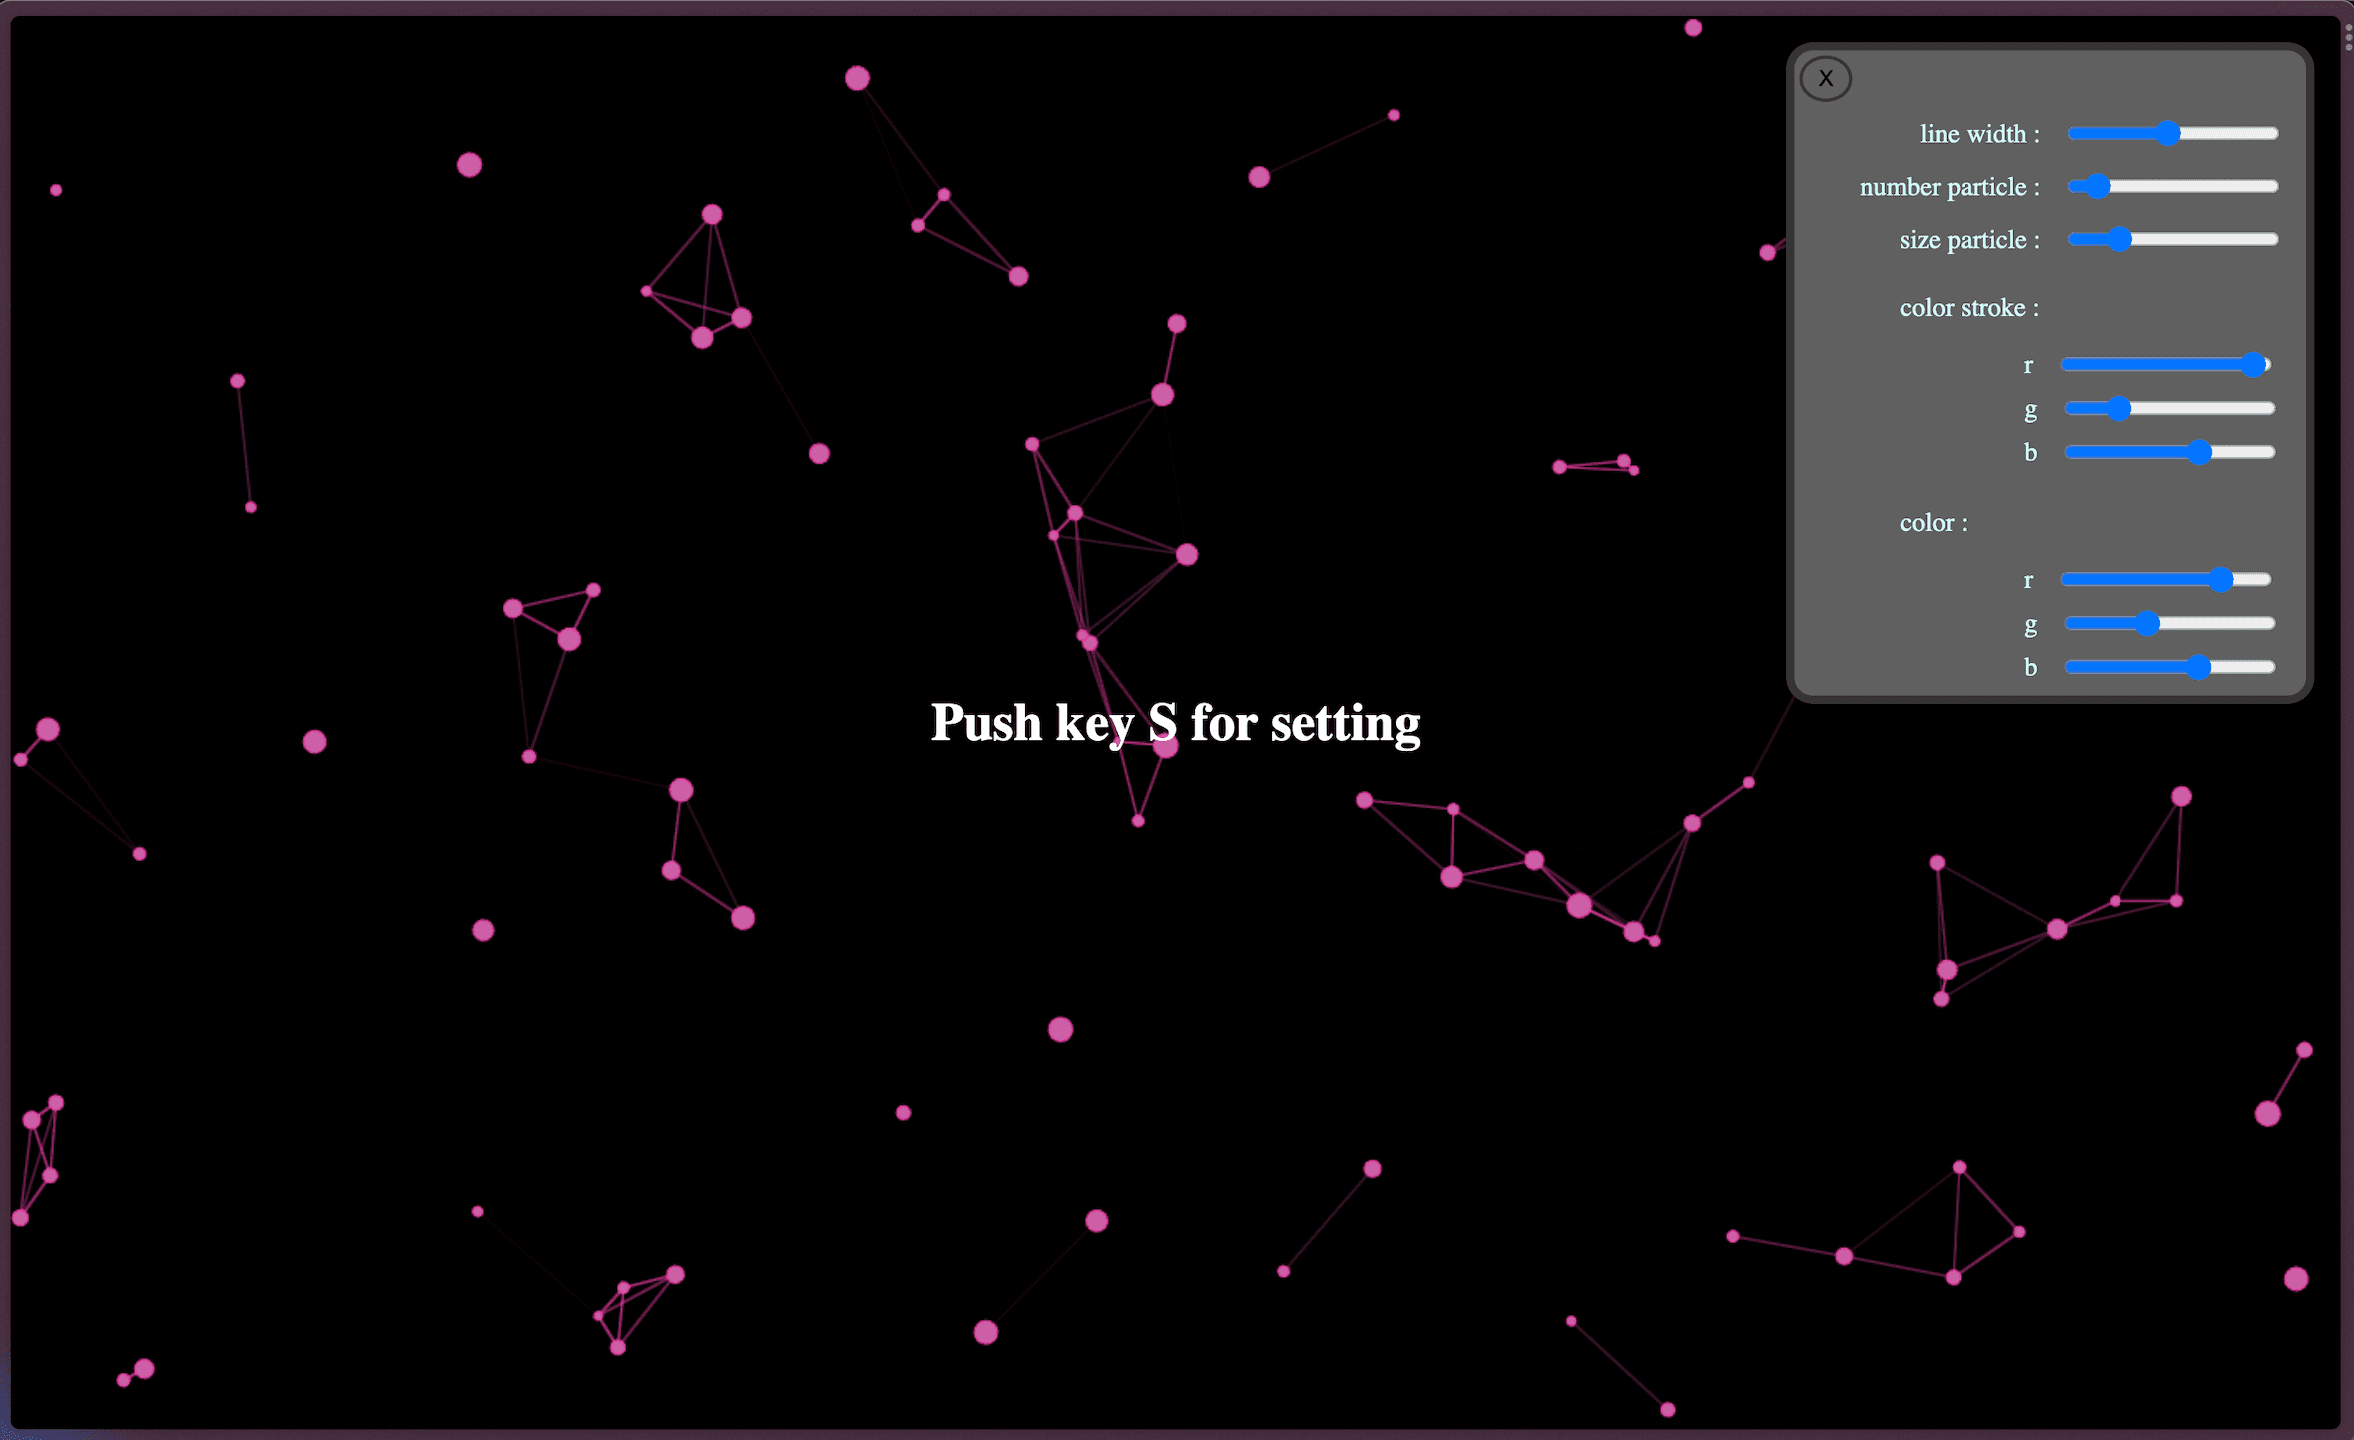 X
line width :
number particle :
size particle :
color stroke :
r
g
b
color :
r
g
b
Push key S for setting